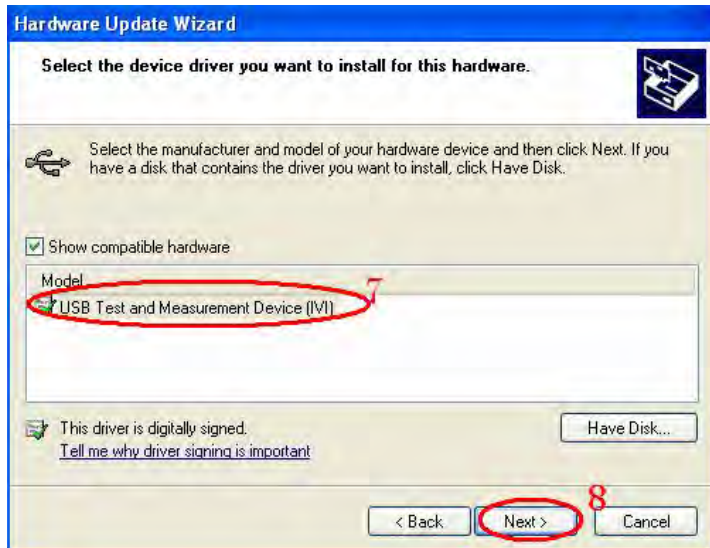 Hardware Update Wizard
Select the device driver you want to install for this hardware.
Select the manufacturer and model of your hardware device and then click Next. If you
have a disk that contains the driver you want to install, click Have Disk.
Show compatible hardware
Model
7
USB Test and Measurement Device (IVI)
This driver is digitally signed.
Have Disk...
Tell me why driver signing is important
8
< Back
Next >
Cancel